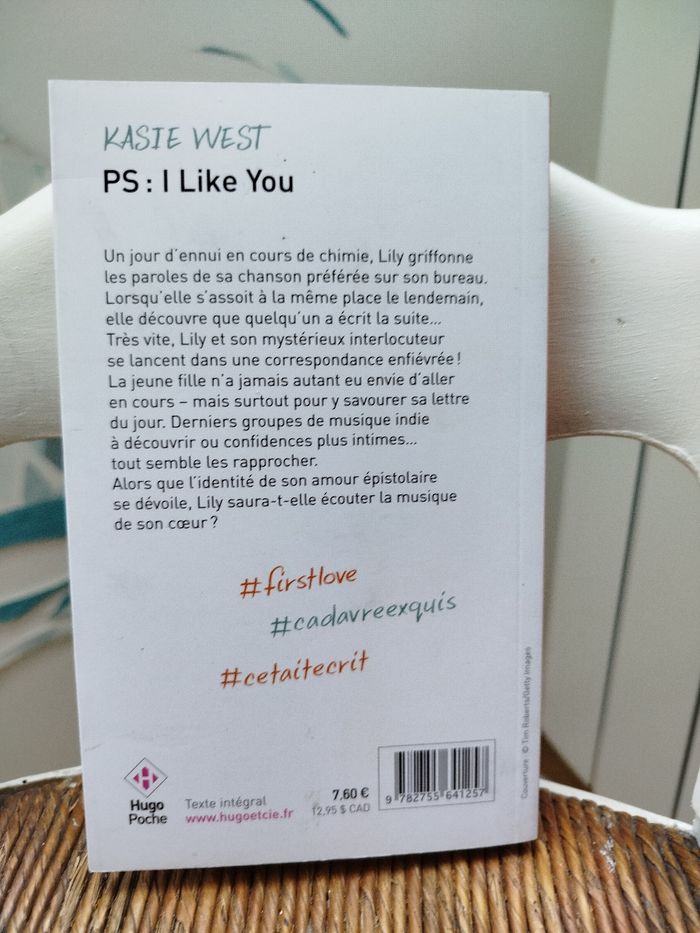 KASIE WEST
PS : I Like You
Un jour d'ennui en cours de chimie, Lily griffonne
les paroles de sa chanson préférée sur son bureau.
Lorsqu'elle s'assoit à la même place le lendemain,
elle découvre que quelqu'un a écrit la suite...
Très vite, Lily et son mystérieux interlocuteur
se lancent dans une correspondance enfiévrée !
La jeune fille n'a jamais autant eu envie d'aller
en cours – mais surtout pour y savourer sa lettre
du jour. Derniers groupes de musique indie
à découvrir ou confidences plus intimes...
tout semble les rapprocher.
Alors que l'identité de son amour épistolaire
se dévoile, Lily saura-t-elle écouter la musique
de son cœur ?
#firstlove
#cadavreexquis
#cetaitecrit
Couverture : © Tim Roberts/Getty Images
Hugo
Poche
Texte intégral
www.hugoetcie.fr
7,60 €
12,95 $ CAD
9 782755 641257